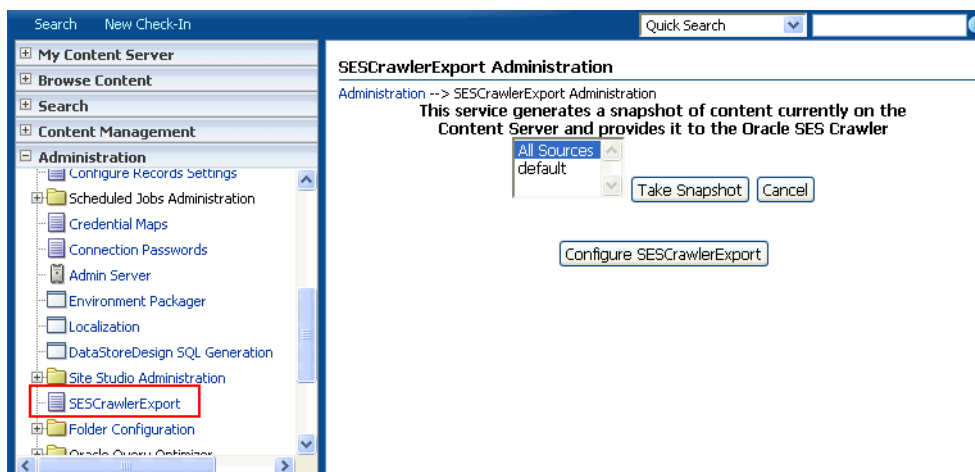 Search New Check-In Quick Search
My Content Server
Browse Content
Search
Content Management
Administration
Configure Records Settings
Scheduled Jobs Administration
Credential Maps
Connection Passwords
Admin Server
Environment Packager
Localization
DataStoreDesign SQL Generation
Site Studio Administration
SESCrawlerExport
Folder Configuration
Oracle Query Optimizer
SESCrawlerExport Administration
Administration --> SESCrawlerExport Administration
This service generates a snapshot of content currently on the
Content Server and provides it to the Oracle SES Crawler
All Sources
default
Take Snapshot Cancel
Configure SESCrawlerExport